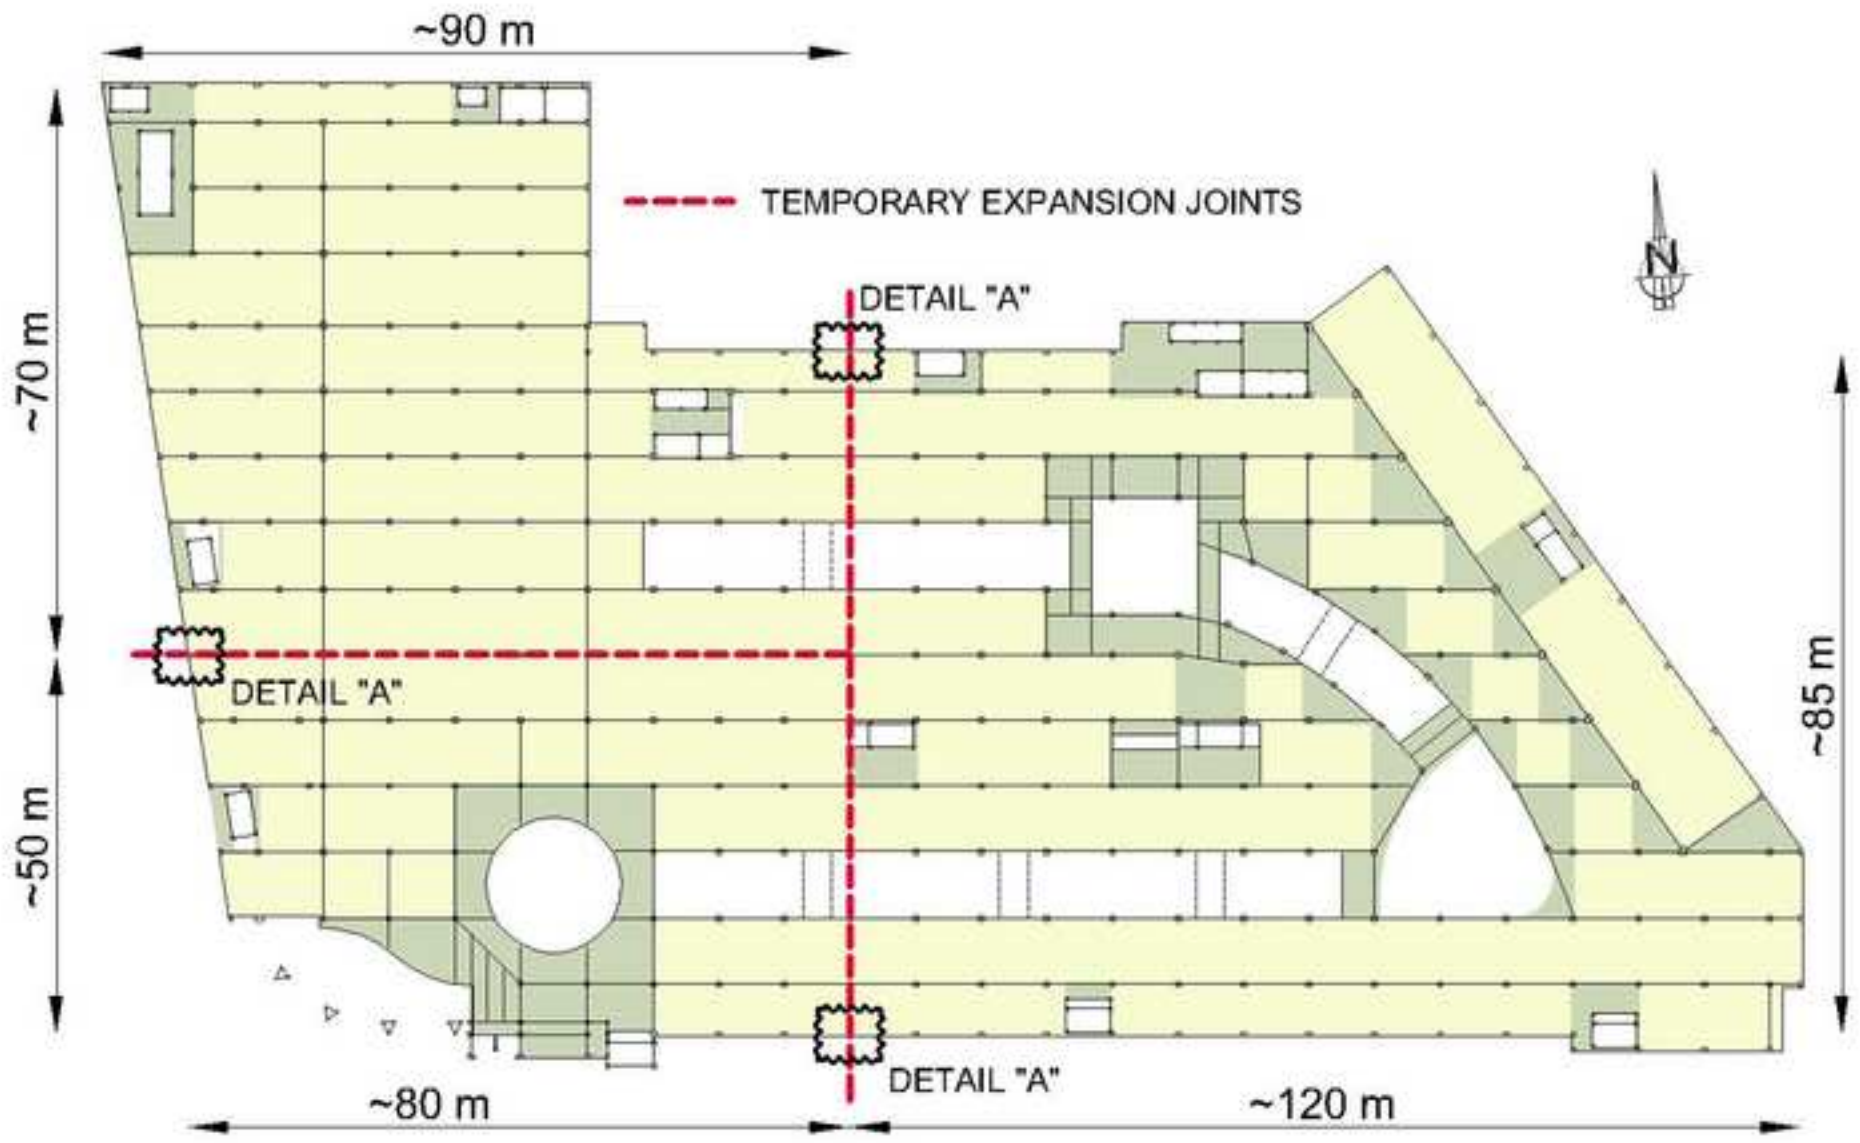 ~90 m
TEMPORARY EXPANSION JOINTS
N
DETAIL "A"
~70 m
DETAIL "A"
~85 m
~50 m
DETAIL "A"
~80 m
~120 m